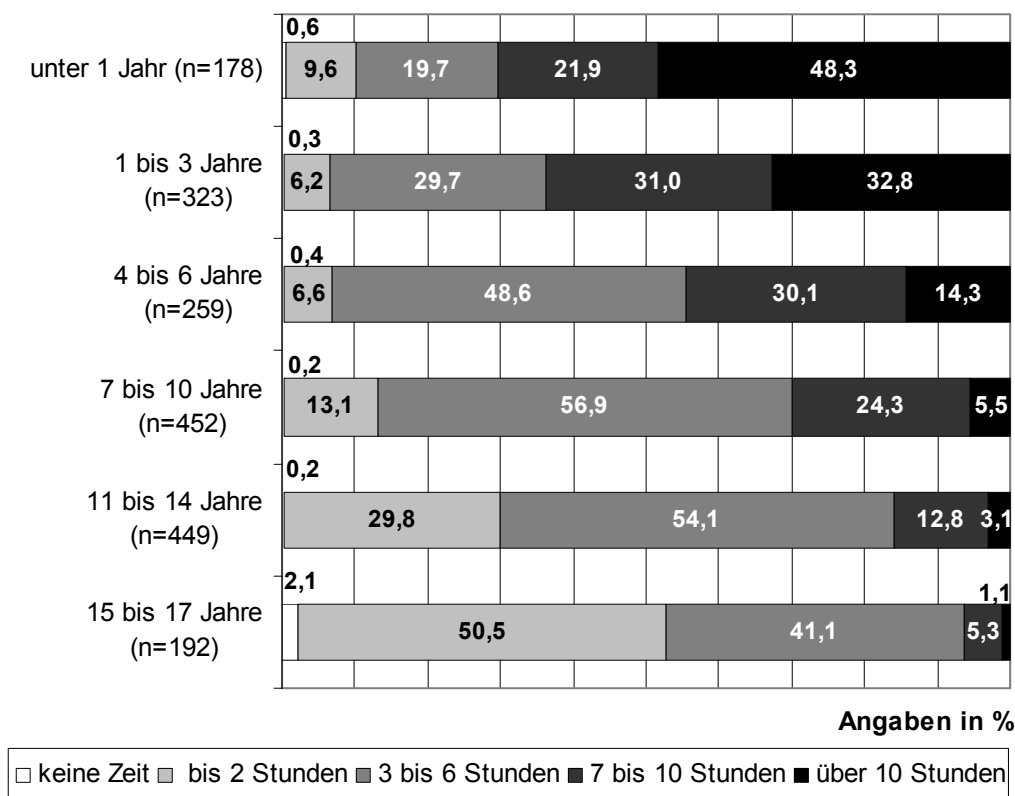 0,6
unter 1 Jahr (n=178) 9,6 19,7 21,9 48,3
0,3
1 bis 3 Jahre
(n=323)
6,2 29,7 31,0 32,8
0,4
4 bis 6 Jahre
(n=259)
6,6 48,6 30,1 14,3
0,2
7 bis 10 Jahre
(n=452)
13,1 56,9 24,3 5,5
0,2
11 bis 14 Jahre
(n=449)
29,8 54,1 12,8 3,1
2,1 1,1
15 bis 17 Jahre
(n=192)
50,5 41,1 5,3
Angaben in %
keine Zeit bis 2 Stunden 3 bis 6 Stunden 7 bis 10 Stunden über 10 Stunden